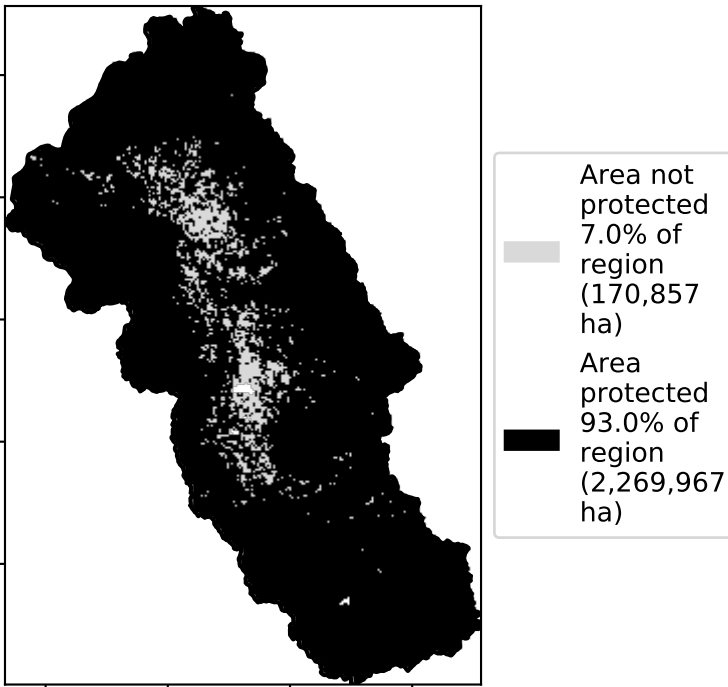 Area not
protected
7.0% of
region
(170,857
ha)
Area
protected
93.0% of
region
(2,269,967
ha)